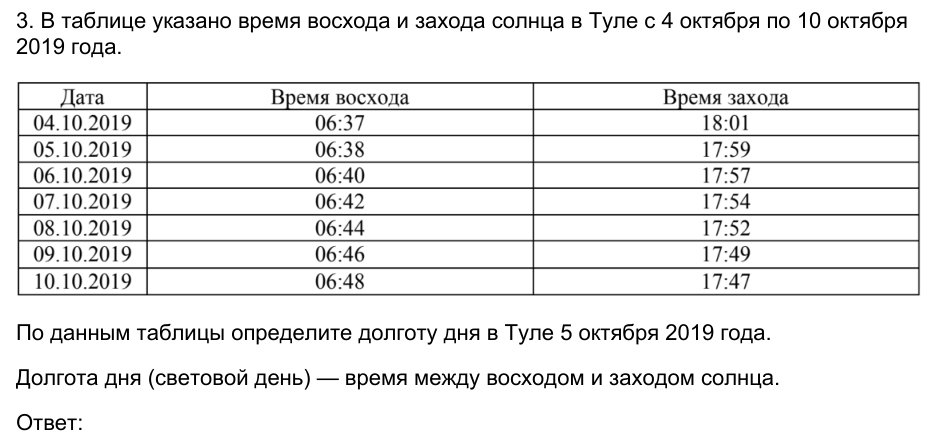 3. В таблице указано время восхода и захода солнца в Туле с 4 октября по 10 октября
2019 года.
Дата Время восхода Время захода
04.10.2019 06:37 18:01
05.10.2019 06:38 17:59
06.10.2019 06:40 17:57
07.10.2019 06:42 17:54
08.10.2019 06:44 17:52
09.10.2019 06:46 17:49
10.10.2019 06:48 17:47
По данным таблицы определите долготу дня в Туле 5 октября 2019 года.
Долгота дня (световой день) — время между восходом и заходом солнца.
Ответ: